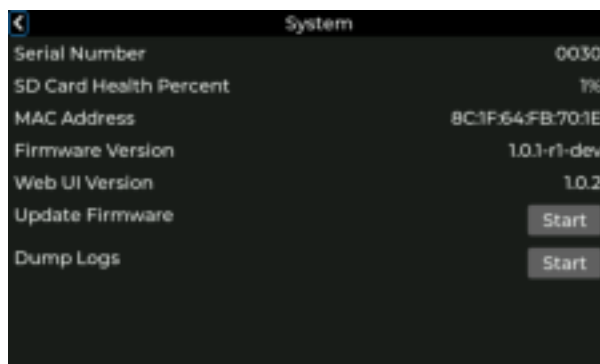 System
Serial Number 0030
SD Card Health Percent 1%
MAC Address 8C:1F:64:FB:70:1E
Firmware Version 1.0.1-r1-dev
Web UI Version 1.0.2
Update Firmware Start
Dump Logs Start